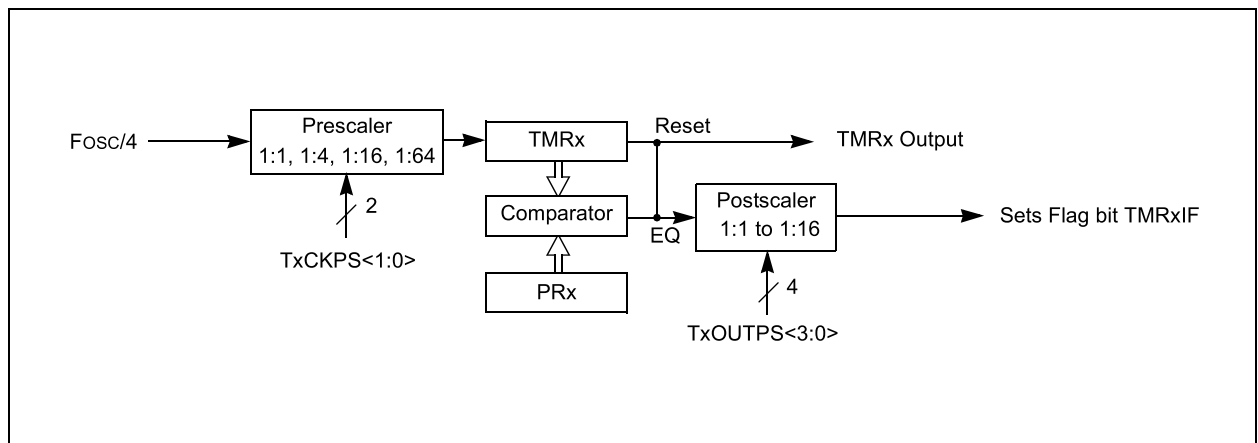 FOSC/4
Prescaler
1:1, 1:4, 1:16, 1:64
2
TxCKPS<1:0>
TMRx
Reset
TMRx Output
Comparator
EQ
PRx
Postscaler
1:1 to 1:16
4
TxOUTPS<3:0>
Sets Flag bit TMRxIF